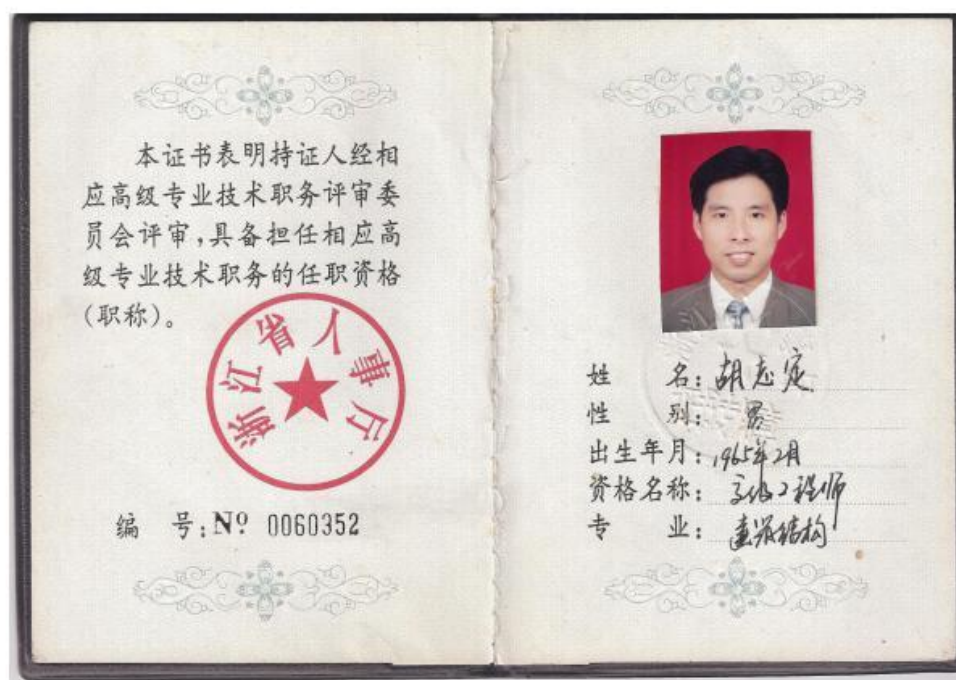 本证书表明持证人经相
应高级专业技术职务评审委
员会评审,具备担任相应高
级专业技术职务的任职资格
(职称)。
浙江省人事厅
编 号:Nº 0060352
姓 名:胡志定
性 别:男
出生年月:1965年2月
资格名称:高级工程师
专 业:建筑结构